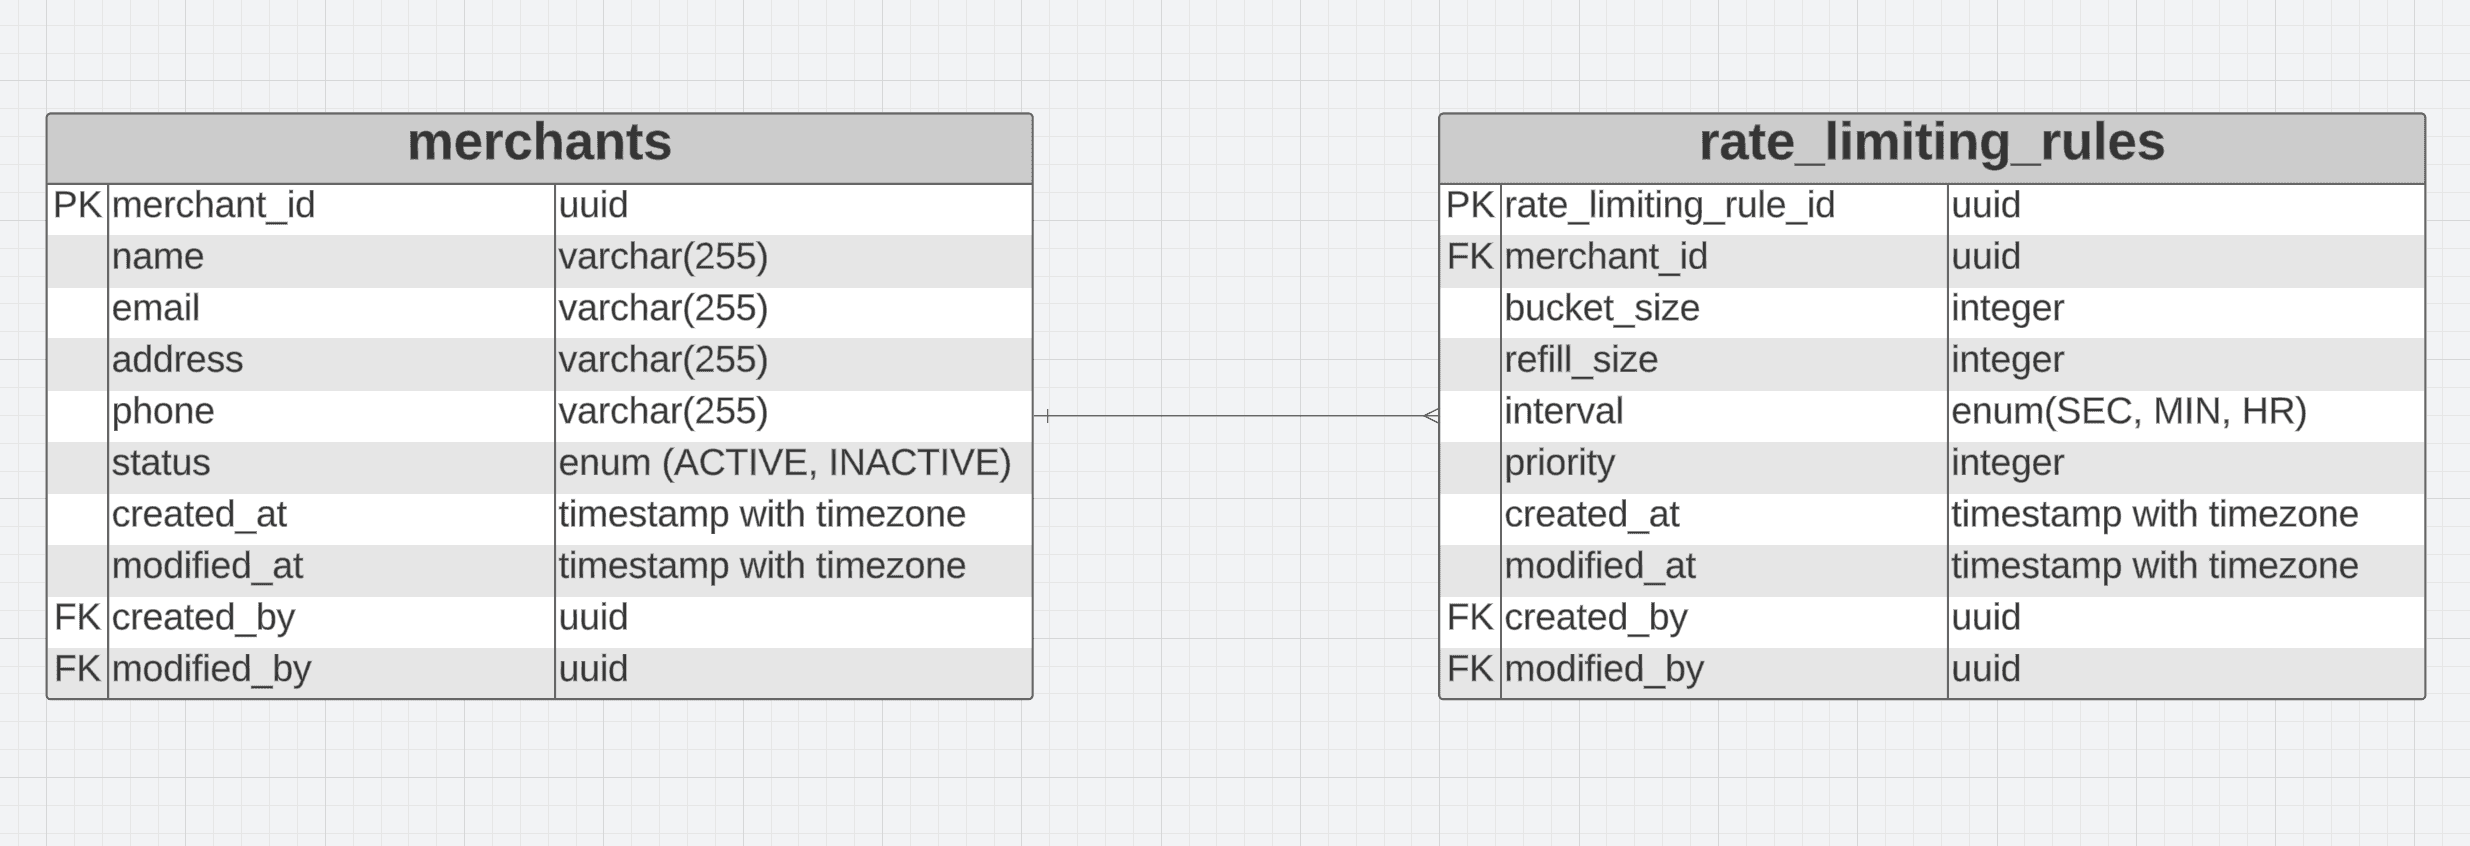 merchants
PK merchant_id uuid
name varchar(255)
email varchar(255)
address varchar(255)
phone varchar(255)
status enum (ACTIVE, INACTIVE)
created_at timestamp with timezone
modified_at timestamp with timezone
FK created_by uuid
FK modified_by uuid
rate_limiting_rules
PK rate_limiting_rule_id uuid
FK merchant_id uuid
bucket_size integer
refill_size integer
interval enum(SEC, MIN, HR)
priority integer
created_at timestamp with timezone
modified_at timestamp with timezone
FK created_by uuid
FK modified_by uuid